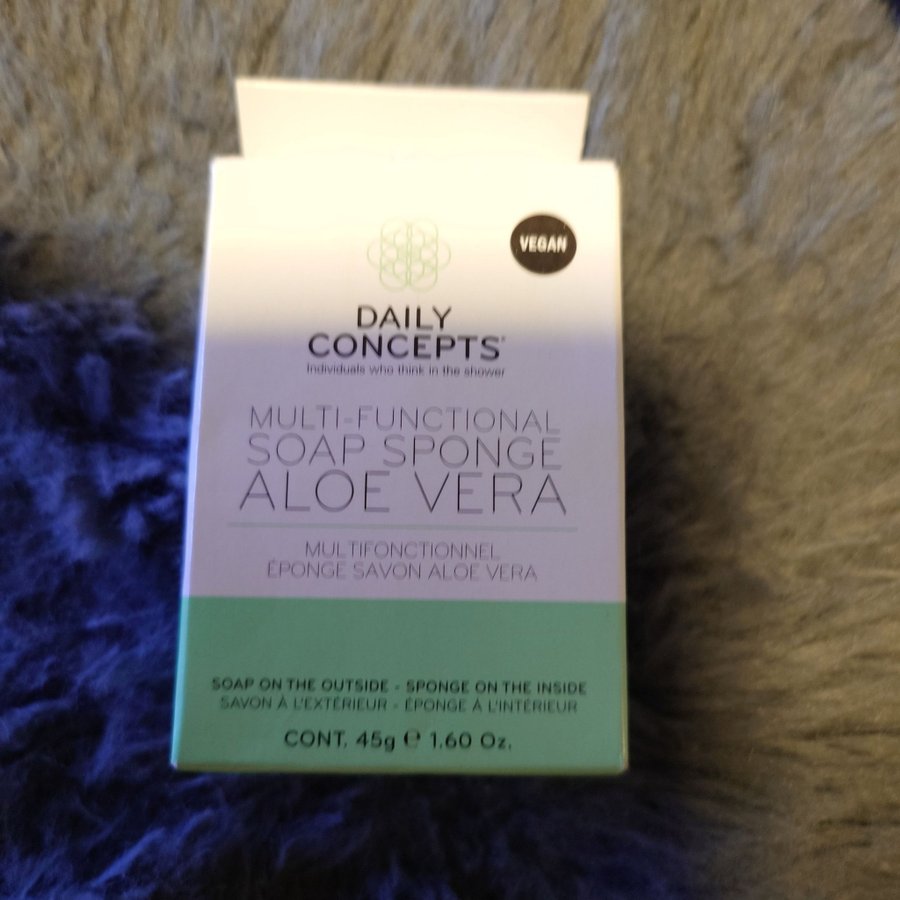 VEGAN
DAILY
CONCEPTS®
Individuals who think in the shower
MULTI-FUNCTIONAL
SOAP SPONGE
ALOE VERA
MULTIFONCTIONNEL
ÉPONGE SAVON ALOE VERA
SOAP ON THE OUTSIDE - SPONGE ON THE INSIDE
SAVON À L'EXTÉRIEUR - ÉPONGE À L'INTÉRIEUR
CONT. 45g ℮ 1.60 Oz.